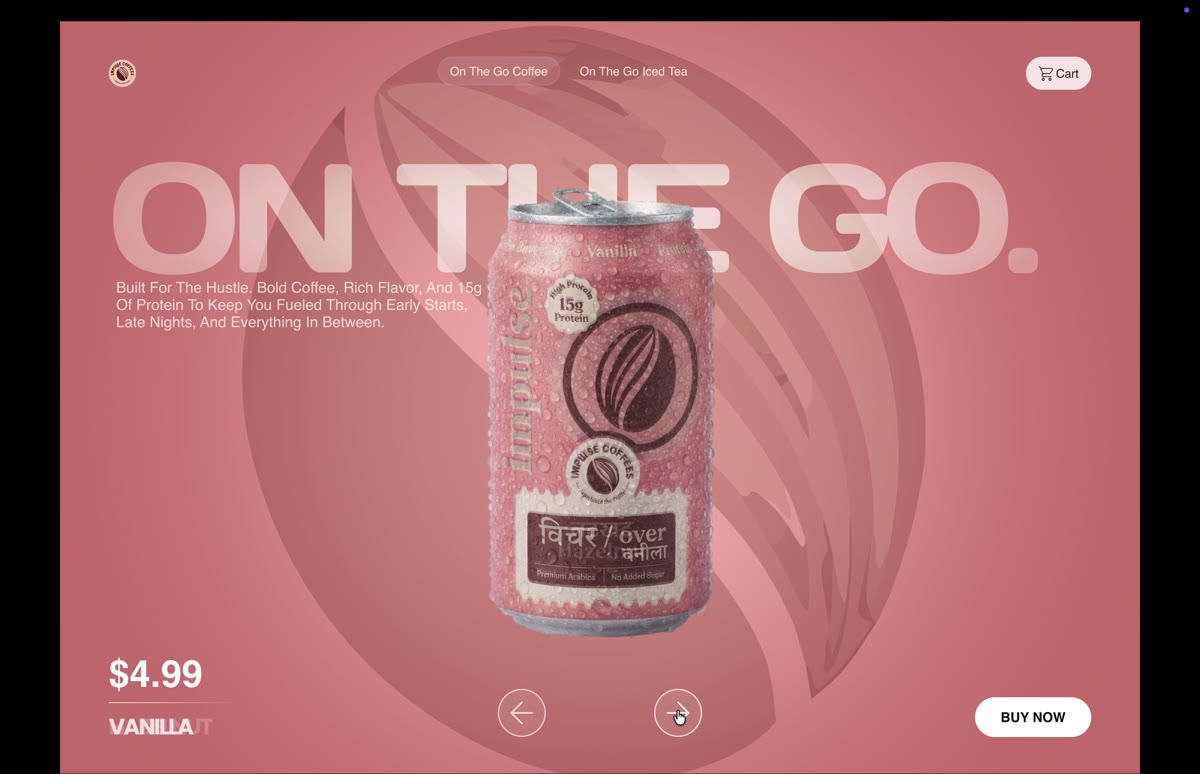 On The Go Coffee
On The Go Iced Tea
Cart
ON THE GO.
Built For The Hustle. Bold Coffee, Rich Flavor, And 15g
Of Protein To Keep You Fueled Through Early Starts,
Late Nights, And Everything In Between.
Vanilla
High Protein
15g
Protein
impulse
IMPULSE COFFEES
विचर / over
वनीला
Premium Arabica
No Added Sugar
$4.99
VANILLA
BUY NOW